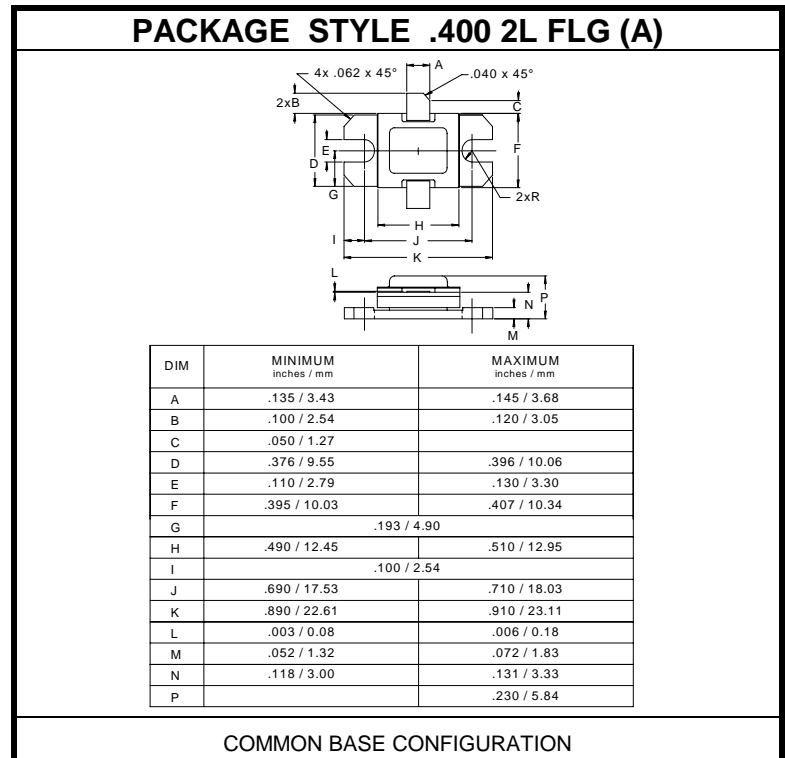 PACKAGE STYLE .400 2L FLG (A)
A
4x .062 x 45°
.040 x 45°
2xB
C
E
F
D
G
2xR
H
I
J
K
L
N
P
M
DIM MINIMUM MAXIMUM
inches / mm inches / mm
A .135 / 3.43 .145 / 3.68
B .100 / 2.54 .120 / 3.05
C .050 / 1.27
D .376 / 9.55 .396 / 10.06
E .110 / 2.79 .130 / 3.30
F .395 / 10.03 .407 / 10.34
G .193 / 4.90
H .490 / 12.45 .510 / 12.95
I .100 / 2.54
J .690 / 17.53 .710 / 18.03
K .890 / 22.61 .910 / 23.11
L .003 / 0.08 .006 / 0.18
M .052 / 1.32 .072 / 1.83
N .118 / 3.00 .131 / 3.33
P .230 / 5.84
COMMON BASE CONFIGURATION